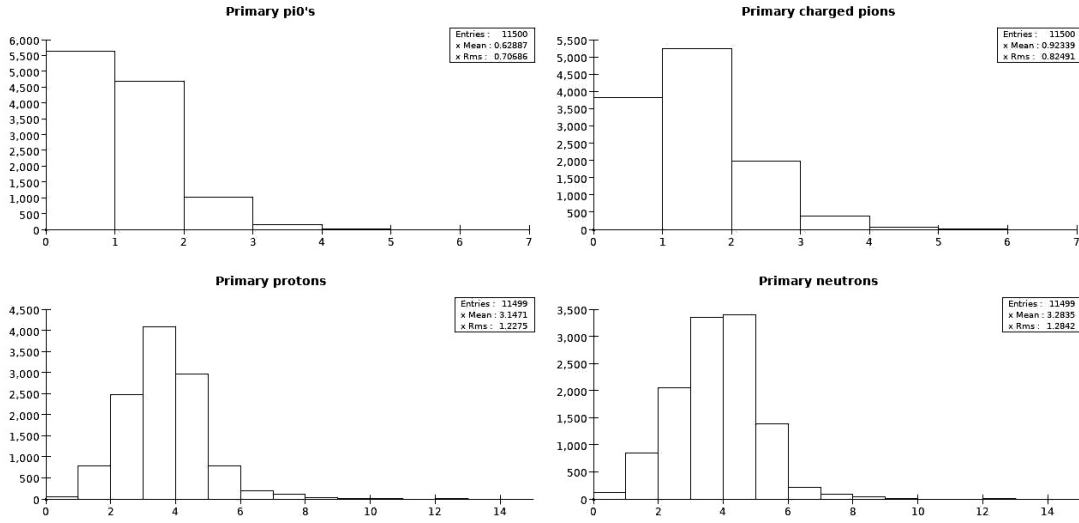 Primary pi0's
Entries : 11500
x Mean : 0.62887
x Rms : 0.70686
6,000
5,500
5,000
4,500
4,000
3,500
3,000
2,500
2,000
1,500
1,000
500
0
0 1 2 3 4 5 6 7
Primary charged pions
Entries : 11500
x Mean : 0.92339
x Rms : 0.82491
5,500
5,000
4,500
4,000
3,500
3,000
2,500
2,000
1,500
1,000
500
0
0 1 2 3 4 5 6 7
Primary protons
Entries : 11499
x Mean : 3.1471
x Rms : 1.2275
4,500
4,000
3,500
3,000
2,500
2,000
1,500
1,000
500
0
0 2 4 6 8 10 12 14
Primary neutrons
Entries : 11499
x Mean : 3.2835
x Rms : 1.2842
3,500
3,000
2,500
2,000
1,500
1,000
500
0
0 2 4 6 8 10 12 14